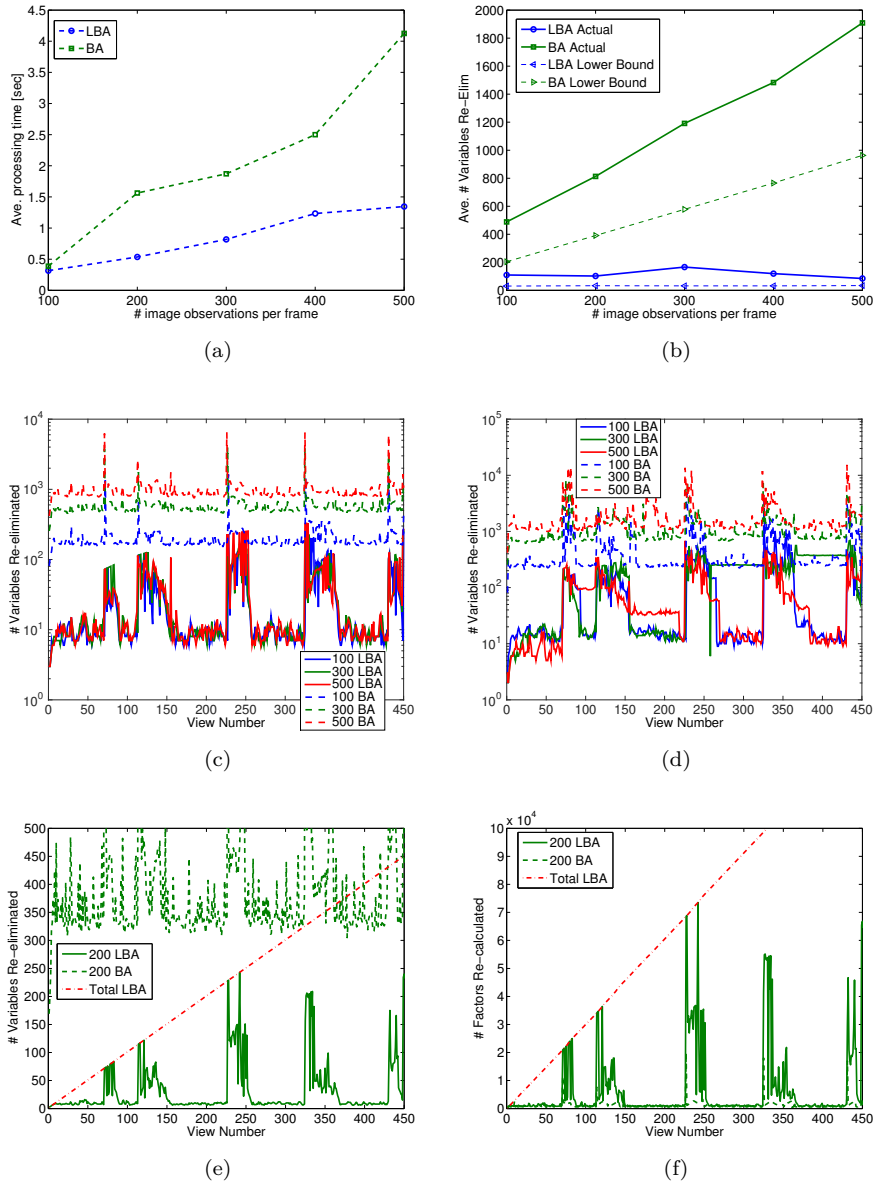 LBA
BA
4.5
4
3.5
3
2.5
2
1.5
1
0.5
0
100
200
300
400
500
Ave. processing time [sec]
# image observations per frame
(a)
LBA Actual
BA Actual
LBA Lower Bound
BA Lower Bound
2000
1800
1600
1400
1200
1000
800
600
400
200
0
100
200
300
400
500
Ave. # Variables Re-Elim
# image observations per frame
(b)
10^4
10^3
10^2
10^1
10^0
0
50
100
150
200
250
300
350
400
450
# Variables Re-eliminated
View Number
100 LBA
300 LBA
500 LBA
100 BA
300 BA
500 BA
(c)
10^5
10^4
10^3
10^2
10^1
10^0
0
50
100
150
200
250
300
350
400
450
# Variables Re-eliminated
View Number
100 LBA
300 LBA
500 LBA
100 BA
300 BA
500 BA
(d)
500
450
400
350
300
250
200
150
100
50
0
0
50
100
150
200
250
300
350
400
450
# Variables Re-eliminated
View Number
200 LBA
200 BA
Total LBA
(e)
x 10^4
10
9
8
7
6
5
4
3
2
1
0
0
50
100
150
200
250
300
350
400
450
# Factors Re-calculated
View Number
200 LBA
200 BA
Total LBA
(f)